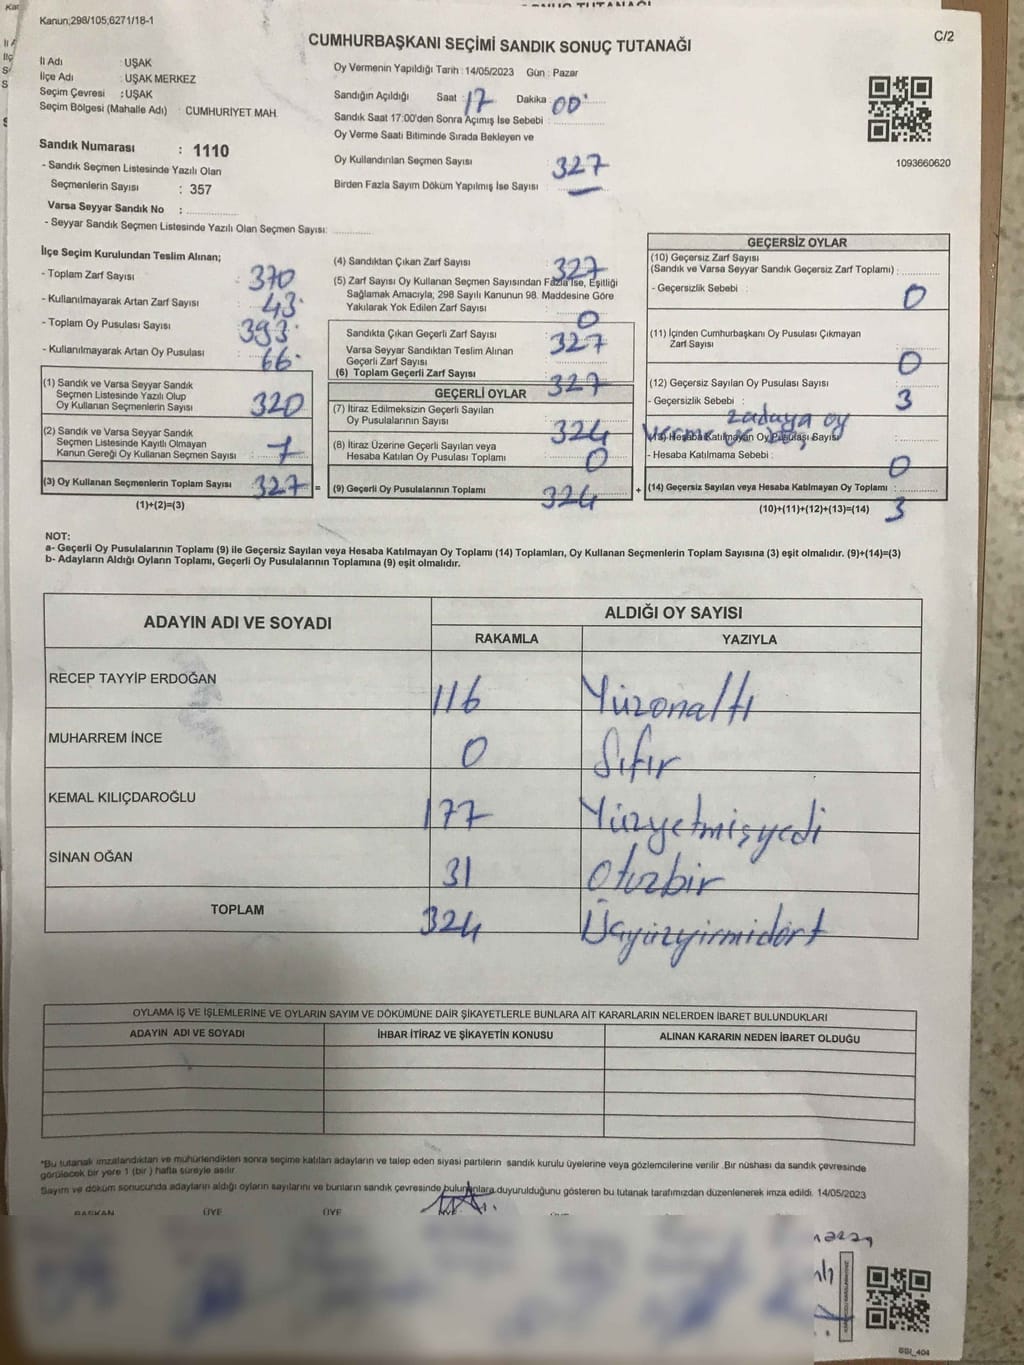 Kanun;298/105,6271/18-1
C/2
CUMHURBAŞKANI SEÇİMİ SANDIK SONUÇ TUTANAĞI
İl Adı : UŞAK
İlçe Adı : UŞAK MERKEZ
Seçim Çevresi : UŞAK
Seçim Bölgesi (Mahalle Adı) : CUMHURİYET MAH.
Oy Vermenin Yapıldığı Tarih : 14/05/2023 Gün : Pazar
Sandığın Açıldığı Saat : 17 Dakika : 00
Sandık Saat 17:00'den Sonra Açımış İse Sebebi :
Oy Verme Saati Bitiminde Sırada Bekleyen ve
Oy Kullandırılan Seçmen Sayısı : 327
Birden Fazla Sayım Döküm Yapılmış İse Sayısı : —
1093660620
Sandık Numarası : 1110
- Sandık Seçmen Listesinde Yazılı Olan
Seçmenlerin Sayısı : 357
Varsa Seyyar Sandık No :
- Seyyar Sandık Seçmen Listesinde Yazılı Olan Seçmen Sayısı:
İlçe Seçim Kurulundan Teslim Alınan;
- Toplam Zarf Sayısı : 370
- Kullanılmayarak Artan Zarf Sayısı : 43
- Toplam Oy Pusulası Sayısı : 393
- Kullanılmayarak Artan Oy Pusulası : 66
(1) Sandık ve Varsa Seyyar Sandık
Seçmen Listesinde Yazılı Olup
Oy Kullanan Seçmenlerin Sayısı : 320
(2) Sandık ve Varsa Seyyar Sandık
Seçmen Listesinde Kayıtlı Olmayan
Kanun Gereği Oy Kullanan Seçmen Sayısı : 7
(3) Oy Kullanan Seçmenlerin Toplam Sayısı : 327
(1)+(2)=(3)
(4) Sandıktan Çıkan Zarf Sayısı : 327
(5) Zarf Sayısı Oy Kullanan Seçmen Sayısından Fazla İse, Eşitliği
Sağlamak Amacıyla; 298 Sayılı Kanunun 98. Maddesine Göre
Yakılarak Yok Edilen Zarf Sayısı : 0
Sandıkta Çıkan Geçerli Zarf Sayısı : 327
Varsa Seyyar Sandıktan Teslim Alınan
Geçerli Zarf Sayısı :
(6) Toplam Geçerli Zarf Sayısı : 327
GEÇERLİ OYLAR
(7) İtiraz Edilmeksizin Geçerli Sayılan
Oy Pusulalarının Sayısı : 324
(8) İtiraz Üzerine Geçerli Sayılan veya
Hesaba Katılan Oy Pusulası Toplamı : 0
= (9) Geçerli Oy Pusulalarının Toplamı : 324
GEÇERSİZ OYLAR
(10) Geçersiz Zarf Sayısı
(Sandık ve Varsa Seyyar Sandık Geçersiz Zarf Toplamı) :
- Geçersizlik Sebebi : 0
(11) İçinden Cumhurbaşkanı Oy Pusulası Çıkmayan
Zarf Sayısı : 0
(12) Geçersiz Sayılan Oy Pusulası Sayısı :
- Geçersizlik Sebebi : 3
(13) Hesaba Katılmayan Oy Pusulası Sayısı :
- Hesaba Katılmama Sebebi : 0
+ (14) Geçersiz Sayılan veya Hesaba Katılmayan Oy Toplamı : 3
(10)+(11)+(12)+(13)=(14)
NOT:
a- Geçerli Oy Pusulalarının Toplamı (9) ile Geçersiz Sayılan veya Hesaba Katılmayan Oy Toplamı (14) Toplamları, Oy Kullanan Seçmenlerin Toplam Sayısına (3) eşit olmalıdır. (9)+(14)=(3)
b- Adayların Aldığı Oyların Toplamı, Geçerli Oy Pusulalarının Toplamına (9) eşit olmalıdır.
ADAYIN ADI VE SOYADI
ALDIĞI OY SAYISI
RAKAMLA YAZIYLA
RECEP TAYYİP ERDOĞAN 116 Yüzonaltı
MUHARREM İNCE 0 Sıfır
KEMAL KILIÇDAROĞLU 177 Yüzyetmişyedi
SİNAN OĞAN 31 Otuzbir
TOPLAM 324 Üçyüzyirmidört
OYLAMA İŞ VE İŞLEMLERİNE VE OYLARIN SAYIM VE DÖKÜMÜNE DAİR ŞİKAYETLERLE BUNLARA AİT KARARLARIN NELERDEN İBARET BULUNDUKLARI
ADAYIN ADI VE SOYADI İHBAR İTİRAZ VE ŞİKAYETİN KONUSU ALINAN KARARIN NEDEN İBARET OLDUĞU
*Bu tutanak imzalandıktan ve mühürlendikten sonra seçime katılan adayların ve talep eden siyasi partilerin sandık kurulu üyelerine veya gözlemcilerine verilir .Bir nüshası da sandık çevresinde
görülecek bir yere 1 (bir ) hafta süreyle asılır.
Sayım ve döküm sonucunda adayların aldığı oyların sayılarını ve bunların sandık çevresinde bulunanlara duyurulduğunu gösteren bu tutanak tarafımızdan düzenlenerek imza edildi. 14/05/2023
BAŞKAN ÜYE ÜYE